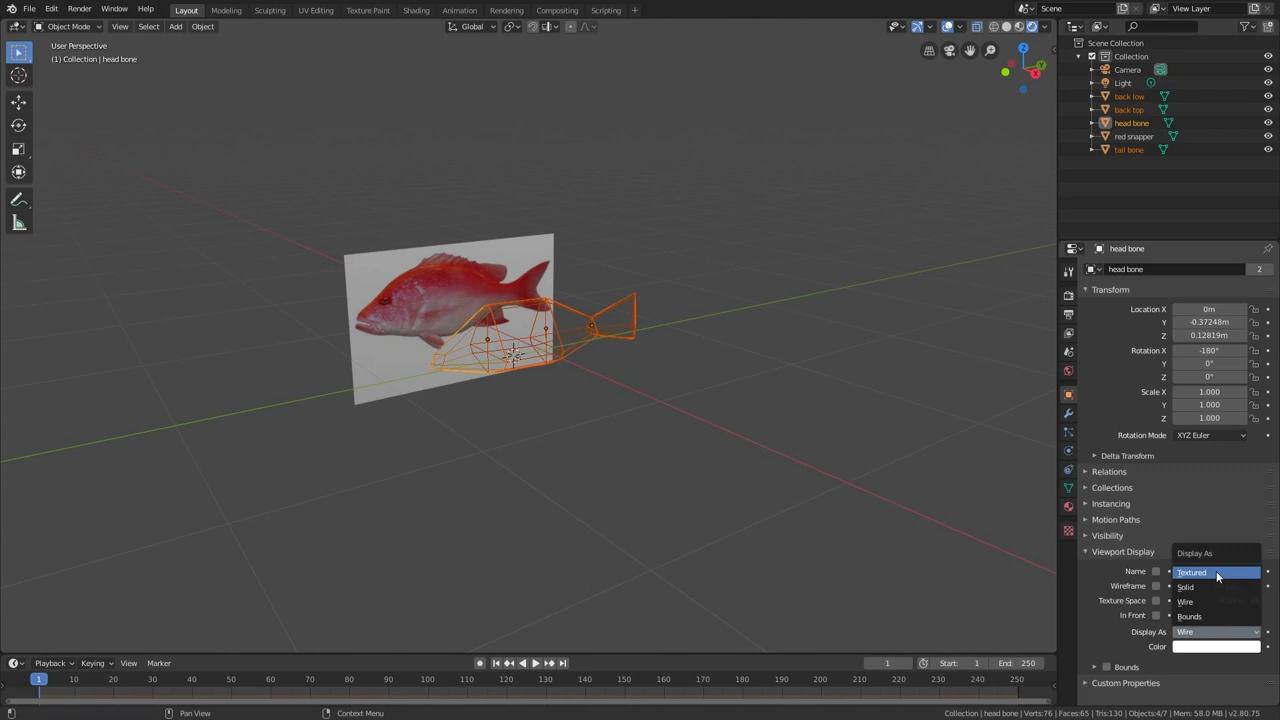 File Edit Render Window Help Layout Modeling Sculpting UV Editing Texture Paint Shading Animation Rendering Compositing Scripting + Scene View Layer
Object Mode View Select Add Object Global
User Perspective
(1) Collection | head bone
Z
Y
X
Scene Collection
Collection
Camera
Light
back low
back top
head bone
red snapper
tail bone
head bone
head bone 2
Transform
Location X 0m
Y -0.37248m
Z 0.12819m
Rotation X -180°
Y 0°
Z 0°
Scale X 1.000
Y 1.000
Z 1.000
Rotation Mode XYZ Euler
Delta Transform
Relations
Collections
Instancing
Motion Paths
Visibility
Viewport Display
Display As
Name Textured
Wireframe Solid
Texture Space Wire
In Front Bounds
Display As Wire
Color
Bounds
Custom Properties
Playback Keying View Marker 1 Start: 1 End: 250
1 10 20 30 40 50 60 70 80 90 100 110 120 130 140 150 160 170 180 190 200 210 220 230 240 250
Pan View Context Menu Collection | head bone | Verts:76 | Faces:65 | Tris:130 | Objects:4/7 | Mem: 58.0 MB | v2.80.75